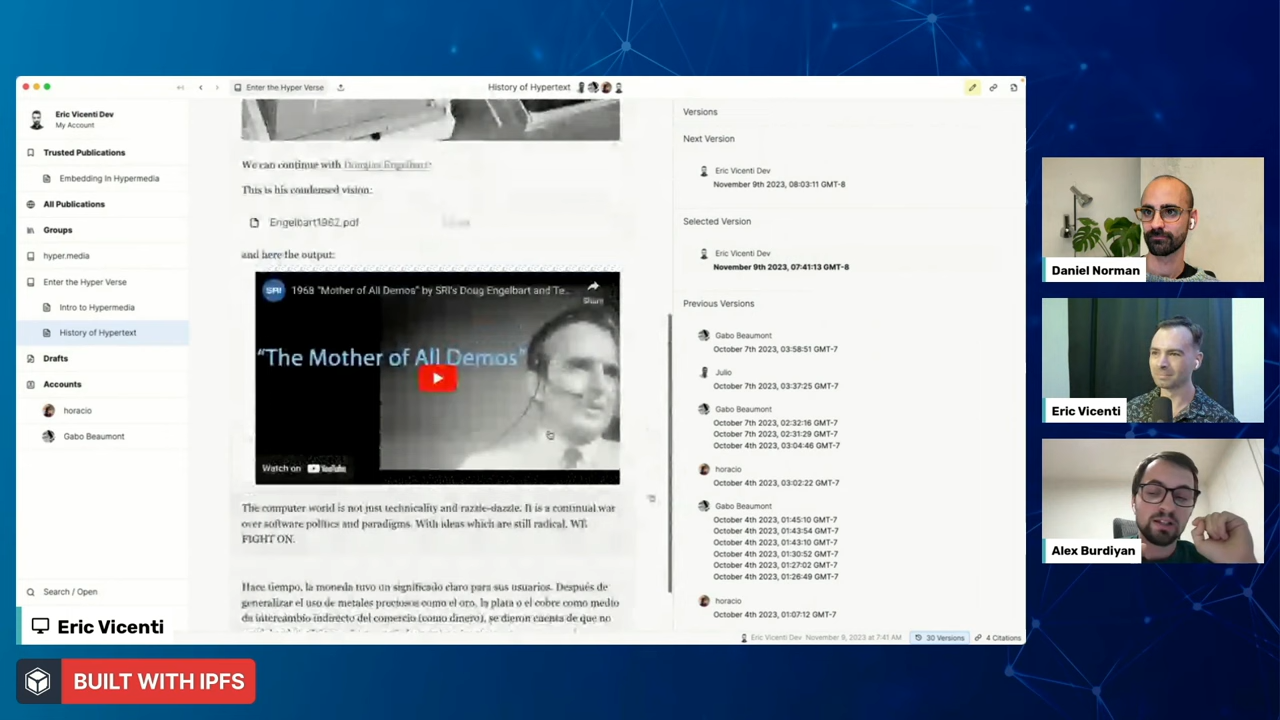 Enter the Hyper Verse
History of Hypertext
Eric Vicenti Dev
My Account
Trusted Publications
Embedding In Hypermedia
All Publications
Groups
hyper.media
Enter the Hyper Verse
Intro to Hypermedia
History of Hypertext
Drafts
Accounts
horacio
Gabo Beaumont
Search / Open
We can continue with Douglas Engelbart?
This is his condensed vision:
Engelbart1962.pdf
and here the output:
SRI
1968 "Mother of All Demos" by SRI's Doug Engelbart and Te...
Share
"The Mother of All Demos"
Watch on YouTube
The computer world is not just technicality and razzle-dazzle. It is a continual war
over software politics and paradigms. With ideas which are still radical, WE
FIGHT ON.
Hace tiempo, la moneda tuvo un significado claro para sus usuarios. Después de
generalizar el uso de metales preciosos como el oro, la plata o el cobre como medio
de intercambio indirecto del comercio (como dinero), se dieron cuenta de que no
Versions
Next Version
Eric Vicenti Dev
November 9th 2023, 08:03:11 GMT-8
Selected Version
Eric Vicenti Dev
November 9th 2023, 07:41:13 GMT-8
Previous Versions
Gabo Beaumont
October 7th 2023, 03:58:51 GMT-7
Julio
October 7th 2023, 03:37:25 GMT-7
Gabo Beaumont
October 7th 2023, 02:32:16 GMT-7
October 7th 2023, 02:31:29 GMT-7
October 4th 2023, 03:04:46 GMT-7
horacio
October 4th 2023, 03:02:22 GMT-7
Gabo Beaumont
October 4th 2023, 01:45:10 GMT-7
October 4th 2023, 01:43:54 GMT-7
October 4th 2023, 01:43:10 GMT-7
October 4th 2023, 01:30:52 GMT-7
October 4th 2023, 01:27:02 GMT-7
October 4th 2023, 01:26:49 GMT-7
horacio
October 4th 2023, 01:07:12 GMT-7
Eric Vicenti Dev November 9, 2023 at 7:41 AM
30 Versions
4 Citations
Daniel Norman
Eric Vicenti
Alex Burdiyan
Eric Vicenti
BUILT WITH IPFS